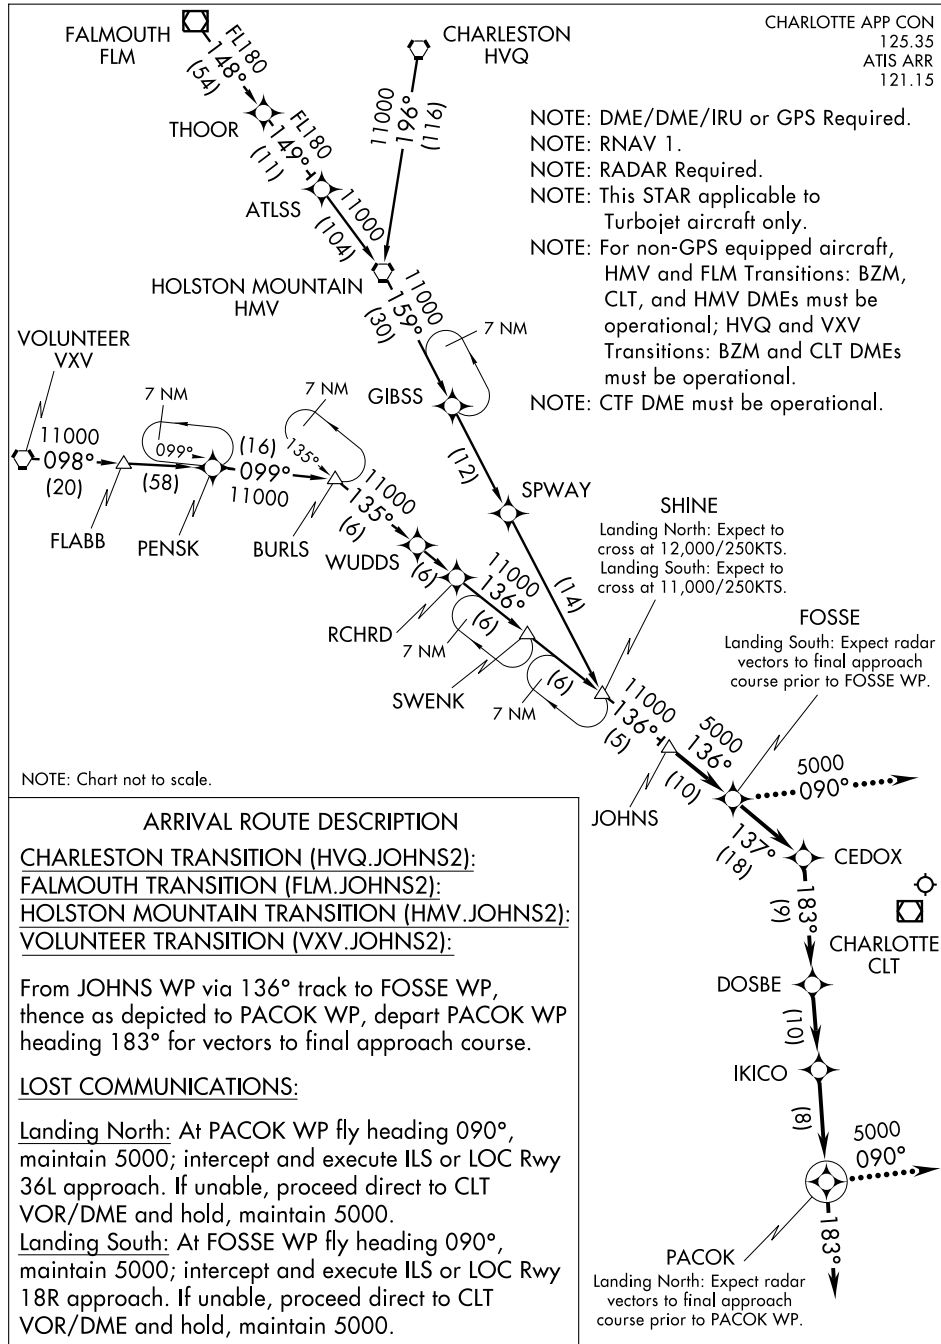 FALMOUTH
FLM
FL180
148°
(54)
CHARLESTON
HVQ
CHARLOTTE APP CON
125.35
ATIS ARR
121.15
THOOR
FL180
149°
(11)
11000
196°
(116)
NOTE: DME/DME/IRU or GPS Required.
NOTE: RNAV 1.
NOTE: RADAR Required.
NOTE: This STAR applicable to
Turbojet aircraft only.
NOTE: For non-GPS equipped aircraft,
HMV and FLM Transitions: BZM,
CLT, and HMV DMEs must be
operational; HVQ and VXV
Transitions: BZM and CLT DMEs
must be operational.
NOTE: CTF DME must be operational.
ATLSS
11000
(104)
HOLSTON MOUNTAIN
HMV
11000
159°
(30)
7 NM
GIBSS
VOLUNTEER
VXV
7 NM
7 NM
11000
098°
(20)
099°
(58)
(16)
099°
11000
135°
11000
135°
(6)
(12)
SPWAY
FLABB
PENSK
BURLS
WUDDS
(6)
11000
136°
(6)
(14)
SHINE
Landing North: Expect to
cross at 12,000/250KTS.
Landing South: Expect to
cross at 11,000/250KTS.
RCHRD
7 NM
SWENK
7 NM
(6)
FOSSE
Landing South: Expect radar
vectors to final approach
course prior to FOSSE WP.
11000
136°
(5)
5000
136°
(10)
5000
090°
JOHNS
NOTE: Chart not to scale.
137°
(18)
CEDOX
183°
(9)
CHARLOTTE
CLT
DOSBE
(10)
IKICO
(8)
5000
090°
183°
PACOK
Landing North: Expect radar
vectors to final approach
course prior to PACOK WP.
ARRIVAL ROUTE DESCRIPTION
CHARLESTON TRANSITION (HVQ.JOHNS2):
FALMOUTH TRANSITION (FLM.JOHNS2):
HOLSTON MOUNTAIN TRANSITION (HMV.JOHNS2):
VOLUNTEER TRANSITION (VXV.JOHNS2):
From JOHNS WP via 136° track to FOSSE WP,
thence as depicted to PACOK WP, depart PACOK WP
heading 183° for vectors to final approach course.
LOST COMMUNICATIONS:
Landing North: At PACOK WP fly heading 090°,
maintain 5000; intercept and execute ILS or LOC Rwy
36L approach. If unable, proceed direct to CLT
VOR/DME and hold, maintain 5000.
Landing South: At FOSSE WP fly heading 090°,
maintain 5000; intercept and execute ILS or LOC Rwy
18R approach. If unable, proceed direct to CLT
VOR/DME and hold, maintain 5000.